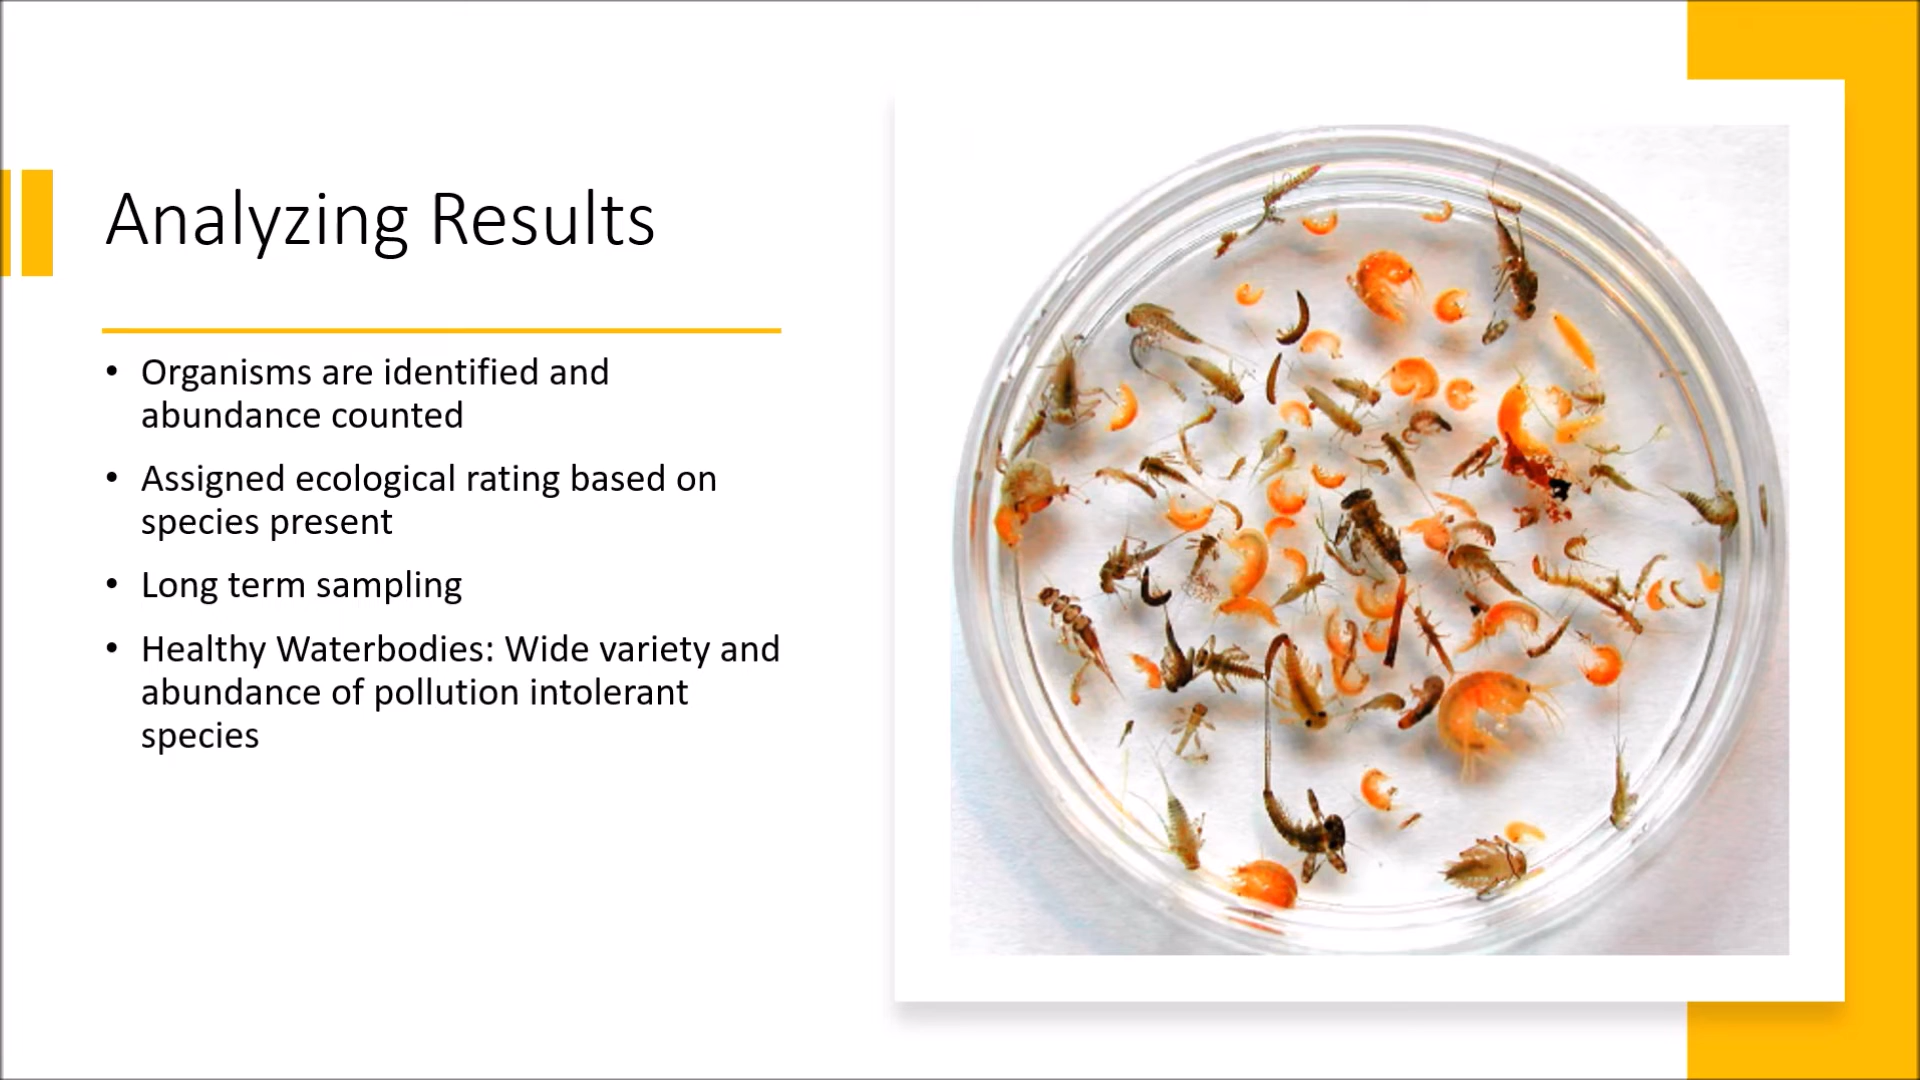 Analyzing Results
• Organisms are identified and
abundance counted
• Assigned ecological rating based on
species present
• Long term sampling
• Healthy Waterbodies: Wide variety and
abundance of pollution intolerant
species